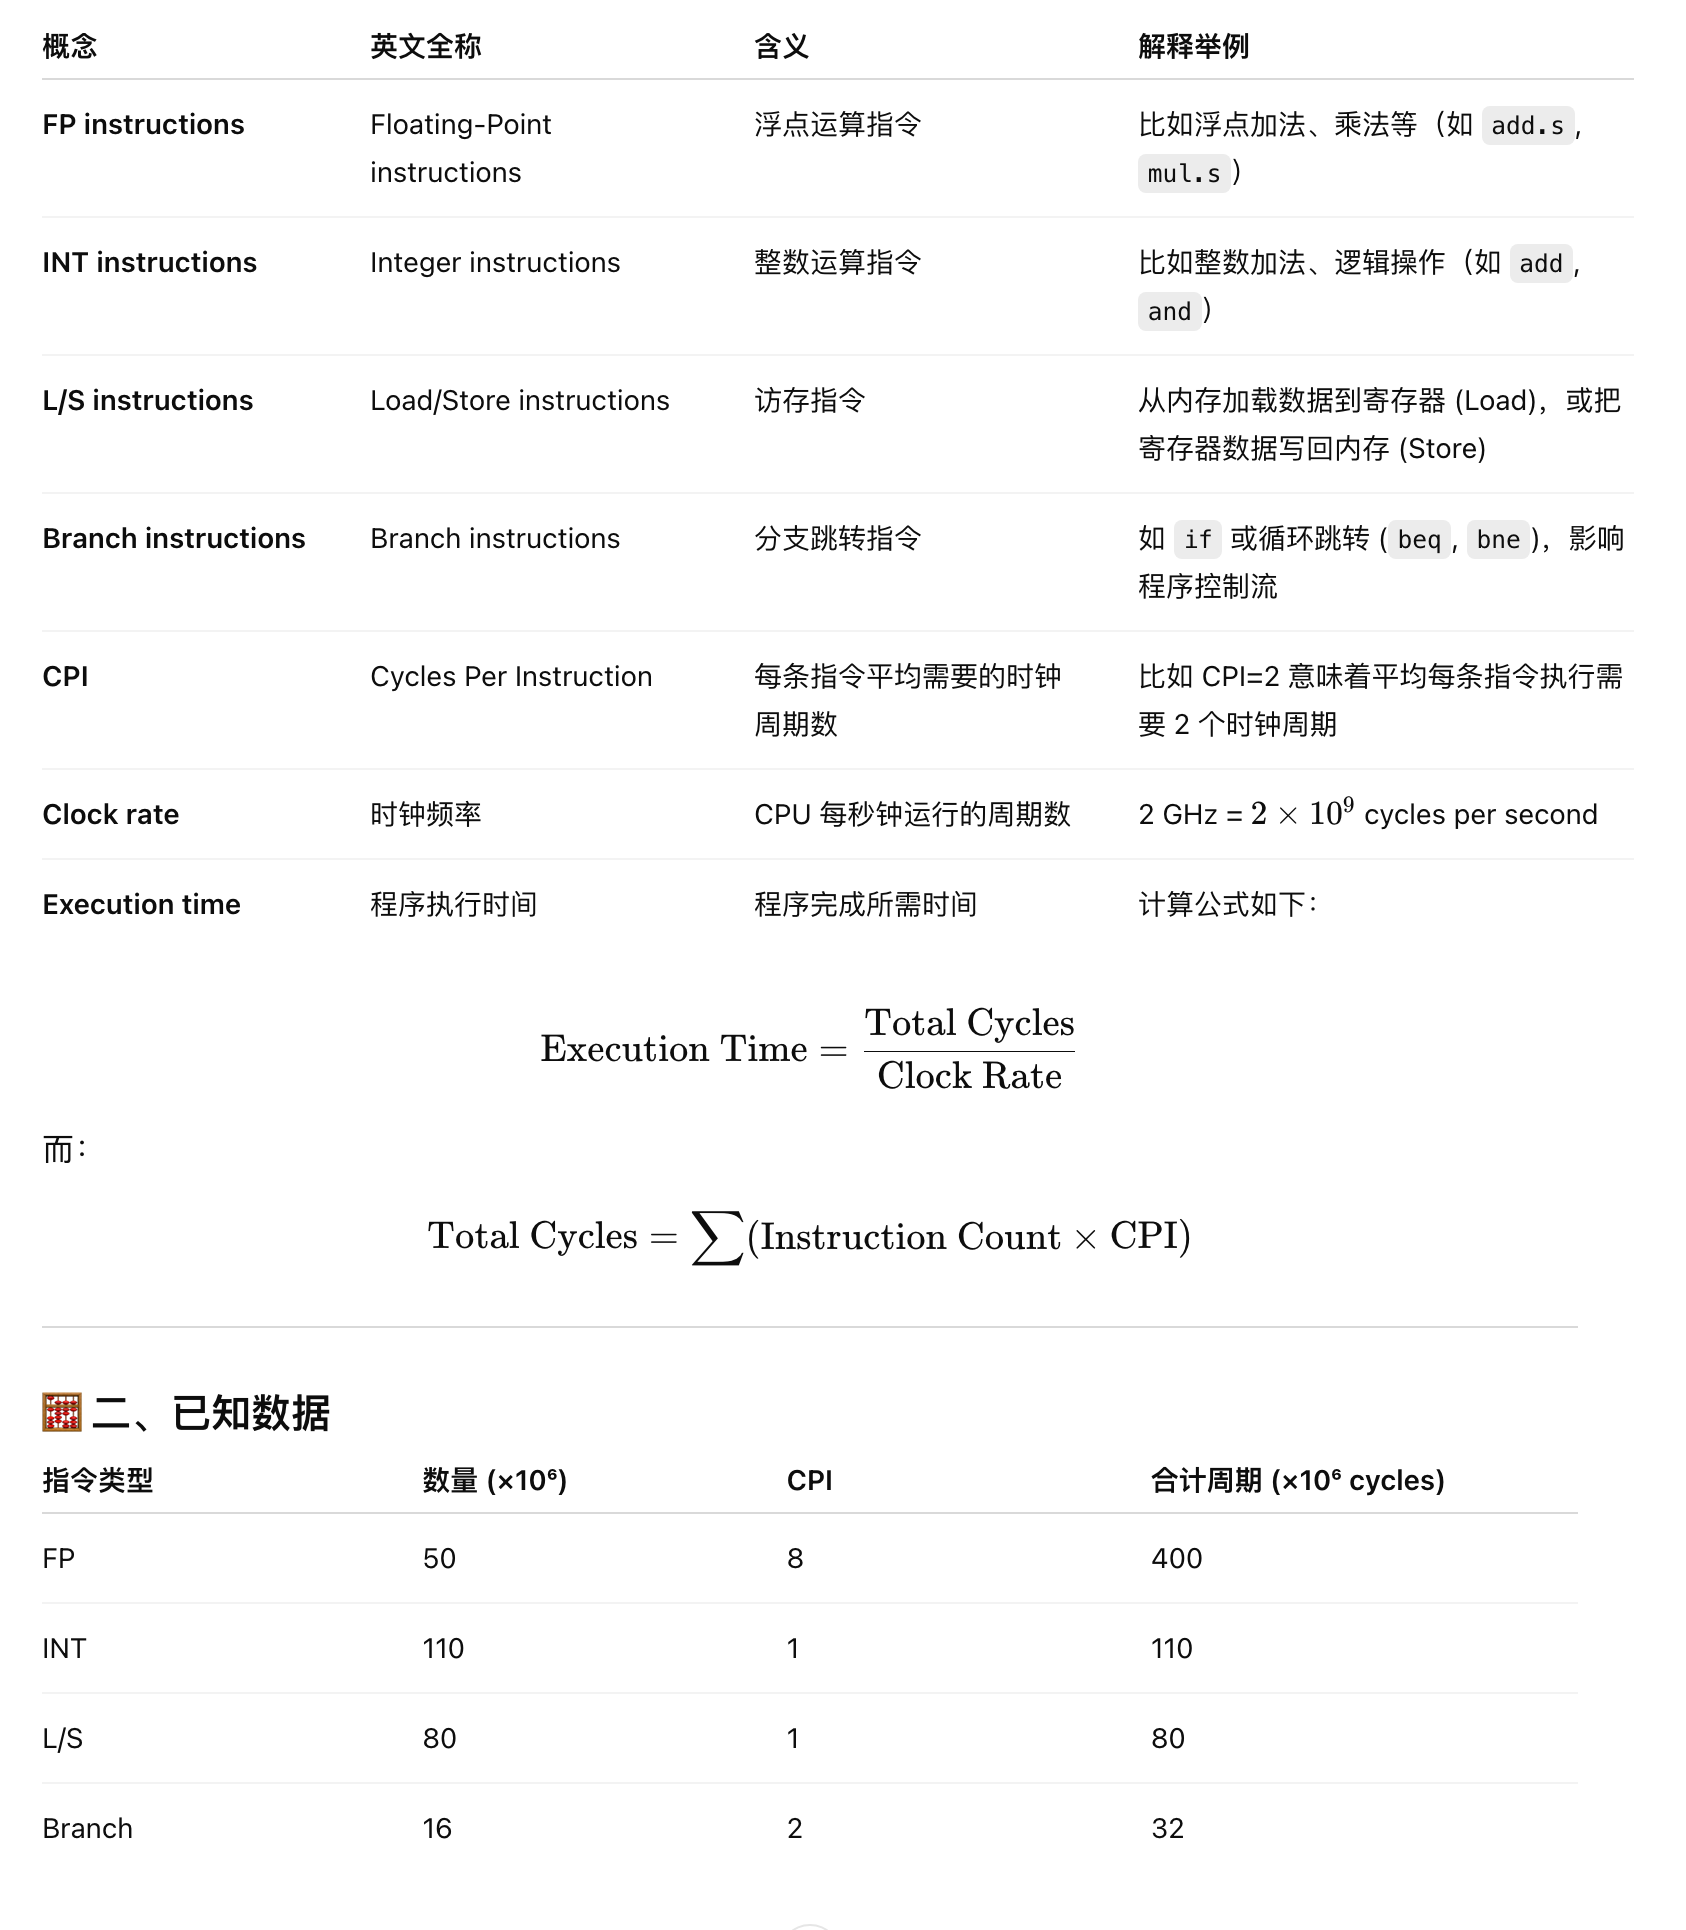 概念 英文全称 含义 解释举例
FP instructions Floating-Point 浮点运算指令 比如浮点加法、乘法等（如 add.s,
instructions mul.s）
INT instructions Integer instructions 整数运算指令 比如整数加法、逻辑操作（如 add,
and）
L/S instructions Load/Store instructions 访存指令 从内存加载数据到寄存器 (Load)，或把
寄存器数据写回内存 (Store)
Branch instructions Branch instructions 分支跳转指令 如 if 或循环跳转 (beq, bne)，影响
程序控制流
CPI Cycles Per Instruction 每条指令平均需要的时钟 比如 CPI=2 意味着平均每条指令执行需
周期数 要 2 个时钟周期
Clock rate 时钟频率 CPU 每秒钟运行的周期数 2 GHz = 2 × 10⁹ cycles per second
Execution time 程序执行时间 程序完成所需时间 计算公式如下：
Total Cycles
Execution Time =
Clock Rate
而：
Total Cycles = ∑(Instruction Count × CPI)
🧮 二、已知数据
指令类型 数量 (×10⁶) CPI 合计周期 (×10⁶ cycles)
FP 50 8 400
INT 110 1 110
L/S 80 1 80
Branch 16 2 32